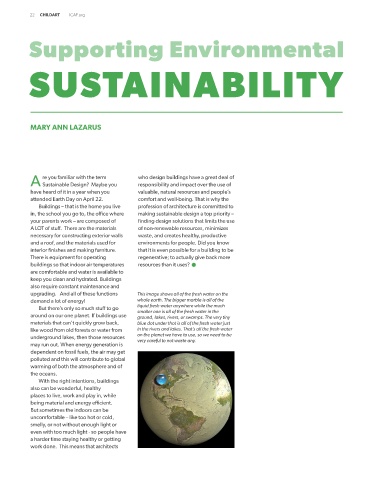 22 CHILDART ICAF.org
Supporting Environmental
SUSTAINABILITY
MARY ANN LAZARUS
Are you familiar with the term
Sustainable Design? Maybe you
have heard of it in a year when you
attended Earth Day on April 22.
Buildings – that is the home you live
in, the school you go to, the office where
your parents work – are composed of
A LOT of stuff. There are the materials
necessary for constructing exterior walls
and a roof, and the materials used for
interior finishes and making furniture.
There is equipment for operating
buildings so that indoor air temperatures
are comfortable and water is available to
keep you clean and hydrated. Buildings
also require constant maintenance and
upgrading. And all of these functions
demand a lot of energy!
But there's only so much stuff to go
around on our one planet. If buildings use
materials that can't quickly grow back,
like wood from old forests or water from
underground lakes, then those resources
may run out. When energy generation is
dependent on fossil fuels, the air may get
polluted and this will contribute to global
warming of both the atmosphere and of
the oceans.
With the right intentions, buildings
also can be wonderful, healthy
places to live, work and play in, while
being material and energy efficient.
But sometimes the indoors can be
uncomfortable – like too hot or cold,
smelly, or not without enough light or
even with too much light - so people have
a harder time staying healthy or getting
work done. This means that architects
who design buildings have a great deal of
responsibility and impact over the use of
valuable, natural resources and people's
comfort and well-being. That is why the
profession of architecture is committed to
making sustainable design a top priority –
finding design solutions that limits the use
of non-renewable resources, minimizes
waste, and creates healthy, productive
environments for people. Did you know
that it is even possible for a building to be
regenerative; to actually give back more
resources than it uses?
This image shows all of the fresh water on the
whole earth. The bigger marble is all of the
liquid fresh water anywhere while the much
smaller one is all of the fresh water in the
ground, lakes, rivers, or swamps. The very tiny
blue dot under that is all of the fresh water just
in the rivers and lakes. That's all the fresh water
on the planet we have to use, so we need to be
very careful to not waste any.